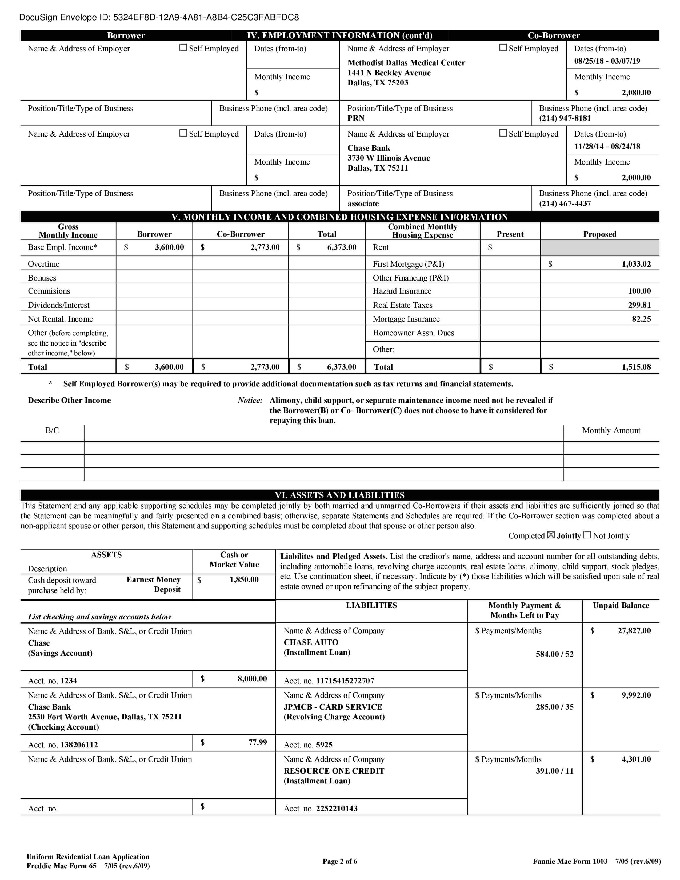 DocuSign Envelope ID: 5324EF8D-12A9-4A81-A8B4-C25C3FABFDC8
Borrower IV. EMPLOYMENT INFORMATION (cont'd) Co-Borrower
Name & Address of Employer ☐ Self Employed Dates (from-to) Name & Address of Employer ☐ Self Employed Dates (from-to)
Methodist Dallas Medical Center 08/25/18 - 03/07/19
1441 N Beckley Avenue
Monthly Income Dallas, TX 75203 Monthly Income
$ $ 2,080.00
Position/Title/Type of Business Business Phone (incl. area code) Position/Title/Type of Business Business Phone (incl. area code)
PRN (214) 947-8181
Name & Address of Employer ☐ Self Employed Dates (from-to) Name & Address of Employer ☐ Self Employed Dates (from-to)
Chase Bank 11/28/14 - 08/24/18
3730 W Illinois Avenue
Monthly Income Dallas, TX 75211 Monthly Income
$ $ 2,000.00
Position/Title/Type of Business Business Phone (incl. area code) Position/Title/Type of Business Business Phone (incl. area code)
associate (214) 467-4437
V. MONTHLY INCOME AND COMBINED HOUSING EXPENSE INFORMATION
Gross Monthly Income Borrower Co-Borrower Total Combined Monthly Housing Expense Present Proposed
Base Empl. Income* $ 3,600.00 $ 2,773.00 $ 6,373.00 Rent $
Overtime First Mortgage (P&I) $ 1,033.02
Bonuses Other Financing (P&I)
Commisions Hazard Insurance 100.00
Dividends/Interest Real Estate Taxes 299.81
Net Rental. Income Mortgage Insurance 82.25
Other (before completing, Homeowner Assn. Dues
see the notice in "describe
other income," below) Other:
Total $ 3,600.00 $ 2,773.00 $ 6,373.00 Total $ $ 1,515.08
* Self Employed Borrower(s) may be required to provide additional documentation such as tax returns and financial statements.
Describe Other Income Notice: Alimony, child support, or separate maintenance income need not be revealed if
the Borrower(B) or Co- Borrower(C) does not choose to have it considered for
repaying this loan.
B/C Monthly Amount
VI. ASSETS AND LIABILITIES
This Statement and any applicable supporting schedules may be completed jointly by both married and unmarried Co-Borrowers if their assets and liabilities are sufficiently joined so that
the Statement can be meaningfully and fairly presented on a combined basis; otherwise, separate Statements and Schedules are required. If the Co-Borrower section was completed about a
non-applicant spouse or other person, this Statement and supporting schedules must be completed about that spouse or other person also.
Completed ☒ Jointly ☐ Not Jointly
ASSETS Cash or Market Value
Description
Cash deposit toward purchase held by: Earnest Money Deposit $ 1,850.00
Liabilites and Pledged Assets. List the creditor's name, address and account number for all outstanding debts,
including automobile loans, revolving charge accounts, real estate loans, alimony, child support, stock pledges,
etc. Use continuation sheet, if necessary. Indicate by (*) those liabilities which will be satisfied upon sale of real
estate owned or upon refinancing of the subject property.
List checking and savings accounts below LIABILITIES Monthly Payment & Months Left to Pay Unpaid Balance
Name & Address of Bank, S&L, or Credit Union Name & Address of Company $ Payments/Months $ 27,827.00
Chase CHASE AUTO
(Savings Account) (Installment Loan) 584.00 / 52
Acct. no. 1234 $ 8,000.00 Acct. no. 11715415272707
Name & Address of Bank, S&L, or Credit Union Name & Address of Company $ Payments/Months $ 9,992.00
Chase Bank JPMCB - CARD SERVICE 285.00 / 35
2530 Fort Worth Avenue, Dallas, TX 75211 (Revolving Charge Account)
(Checking Account)
Acct. no. 138206112 $ 77.99 Acct. no. 5925
Name & Address of Bank, S&L, or Credit Union Name & Address of Company $ Payments/Months $ 4,301.00
RESOURCE ONE CREDIT 391.00 / 11
(Installment Loan)
Acct. no. $ Acct. no. 2252210143
Uniform Residential Loan Application
Freddie Mac Form 65 7/05 (rev.6/09) Page 2 of 6 Fannie Mae Form 1003 7/05 (rev.6/09)